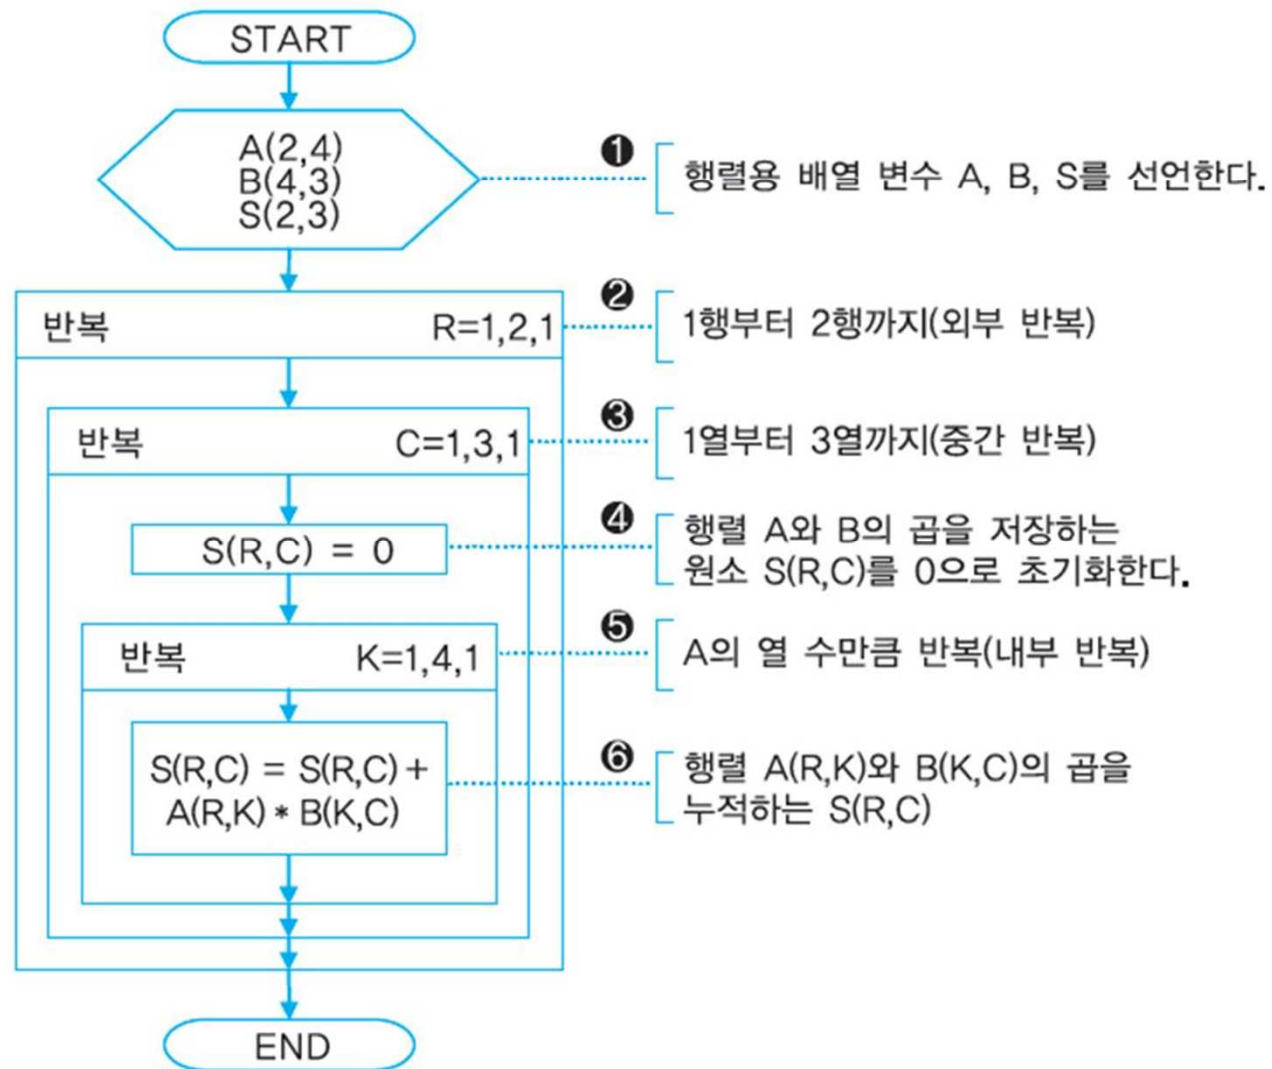 START
A(2,4)
B(4,3)
S(2,3)
❶
행렬용 배열 변수 A, B, S를 선언한다.
반복 R=1,2,1
❷
1행부터 2행까지(외부 반복)
반복 C=1,3,1
❸
1열부터 3열까지(중간 반복)
S(R,C) = 0
❹
행렬 A와 B의 곱을 저장하는
원소 S(R,C)를 0으로 초기화한다.
반복 K=1,4,1
❺
A의 열 수만큼 반복(내부 반복)
S(R,C) = S(R,C) +
A(R,K) * B(K,C)
❻
행렬 A(R,K)와 B(K,C)의 곱을
누적하는 S(R,C)
END